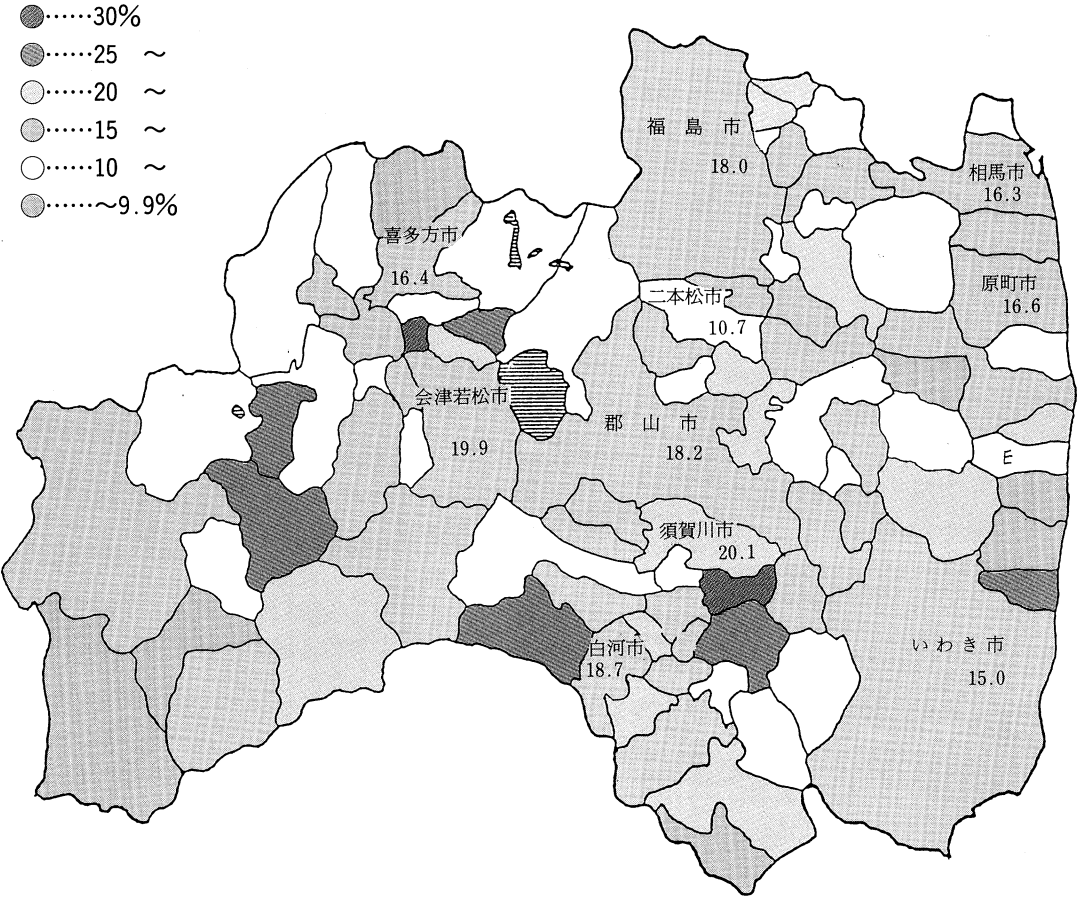 ……30%
……25 ～
……20 ～
……15 ～
……10 ～
……～9.9%
福島市
18.0
相馬市
16.3
喜多方市
16.4
原町市
16.6
二本松市
10.7
会津若松市
19.9
郡山市
18.2
E
須賀川市
20.1
白河市
18.7
いわき市
15.0